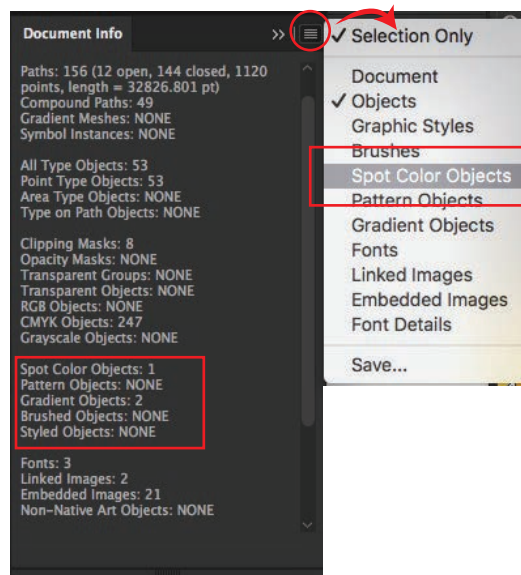 Document Info
Paths: 156 (12 open, 144 closed, 1120
points, length = 32826.801 pt)
Compound Paths: 49
Gradient Meshes: NONE
Symbol Instances: NONE
All Type Objects: 53
Point Type Objects: 53
Area Type Objects: NONE
Type on Path Objects: NONE
Clipping Masks: 8
Opacity Masks: NONE
Transparent Groups: NONE
Transparent Objects: NONE
RGB Objects: NONE
CMYK Objects: 247
Grayscale Objects: NONE
Spot Color Objects: 1
Pattern Objects: NONE
Gradient Objects: 2
Brushed Objects: NONE
Styled Objects: NONE
Fonts: 3
Linked Images: 2
Embedded Images: 21
Non-Native Art Objects: NONE
Selection Only
Document
Objects
Graphic Styles
Brushes
Spot Color Objects
Pattern Objects
Gradient Objects
Fonts
Linked Images
Embedded Images
Font Details
Save...